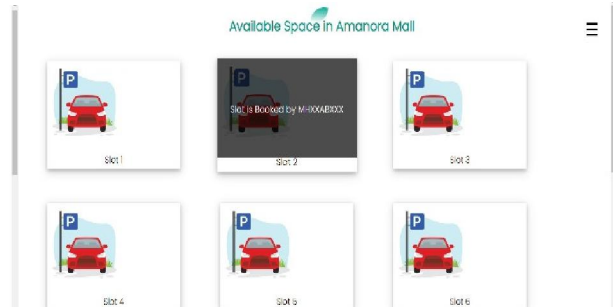 Available Space in Amanora Mall
P
P
Slot is Booked by MHXXABXXX
P
Slot 1
Slot 2
Slot 3
P
P
P
Slot 4
Slot 5
Slot 6